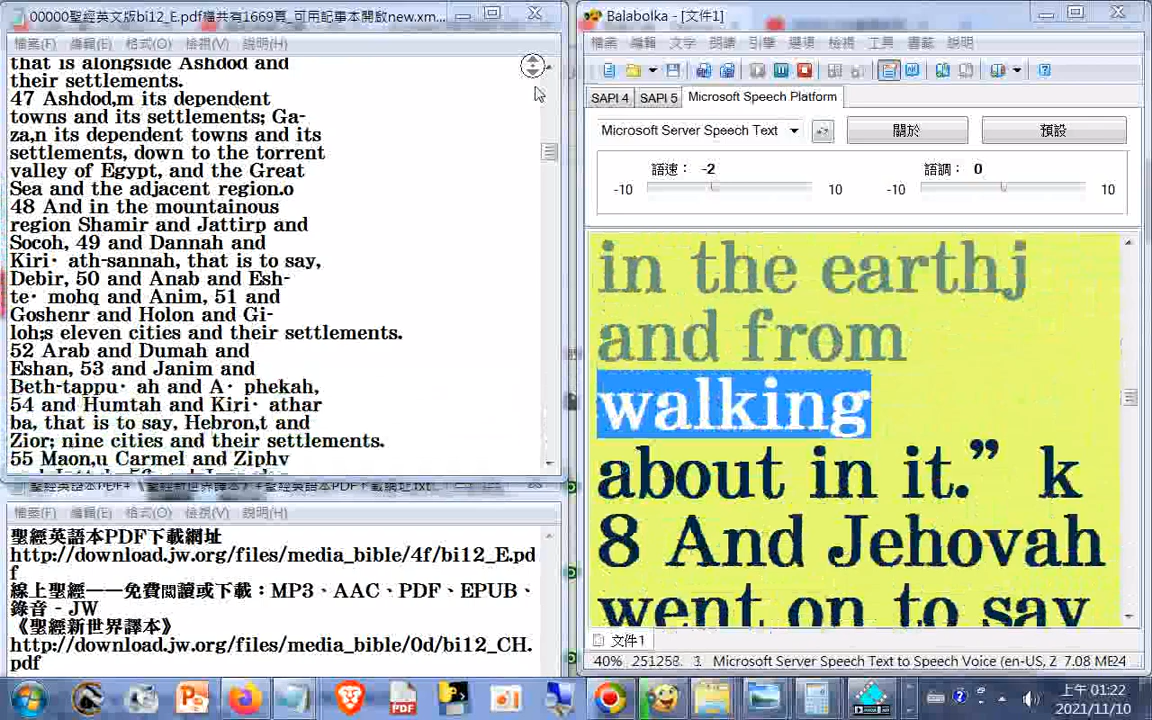 00000聖經英文版bi12_E.pdf檔共有1669頁_可用記事本開啟new.xm...
檔案(F) 編輯(E) 格式(O) 檢視(V) 說明(H)
that is alongside Ashdod and
their settlements.
47 Ashdod,m its dependent
towns and its settlements; Ga-
za,n its dependent towns and its
settlements, down to the torrent
valley of Egypt, and the Great
Sea and the adjacent region.o
48 And in the mountainous
region Shamir and Jattirp and
Socoh, 49 and Dannah and
Kiri· ath-sannah, that is to say,
Debir, 50 and Anab and Esh-
te· mohq and Anim, 51 and
Goshenr and Holon and Gi-
loh;s eleven cities and their settlements.
52 Arab and Dumah and
Eshan, 53 and Janim and
Beth-tappu· ah and A· phekah,
54 and Humtah and Kiri· athar
ba, that is to say, Hebron,t and
Zior; nine cities and their settlements.
55 Maon,u Carmel and Ziphv
檔案(F) 編輯(E) 格式(O) 檢視(V) 說明(H)
聖經英語本PDF下載網址
http://download.jw.org/files/media_bible/4f/bi12_E.pd
f
線上聖經——免費閱讀或下載：MP3、AAC、PDF、EPUB、
錄音 - JW
《聖經新世界譯本》
http://download.jw.org/files/media_bible/0d/bi12_CH.
pdf
Balabolka - [文件1]
檔案 編輯 文字 朗讀 引擎 選項 檢視 工具 書籤 說明
SAPI 4 SAPI 5 Microsoft Speech Platform
Microsoft Server Speech Text 關於 預設
語速： -2 語調： 0
-10 10 -10 10
in the earthj
and from
walking
about in it.” k
8 And Jehovah
went on to say
文件1
40% 251258. 1 Microsoft Server Speech Text to Speech Voice (en-US, Z 7.08 ME24
上午 01:22
2021/11/10